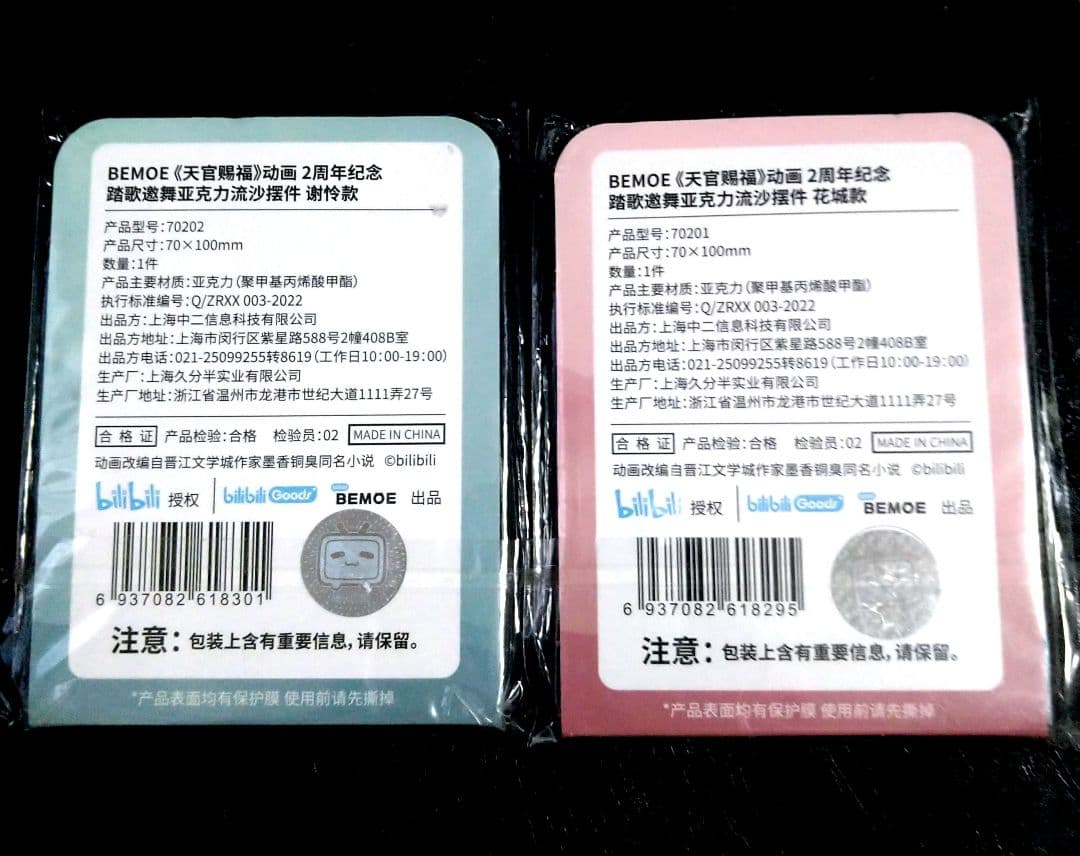 BEMOE《天官赐福》动画 2周年纪念
踏歌邀舞亚克力流沙摆件 谢怜款
产品型号:70202
产品尺寸:70×100mm
数量:1件
产品主要材质:亚克力(聚甲基丙烯酸甲酯)
执行标准编号:Q/ZRXX 003-2022
出品方:上海中二信息科技有限公司
出品方地址:上海市闵行区紫星路588号2幢408B室
出品方电话:021-25099255转8619(工作日10:00-19:00)
生产厂:上海久分半实业有限公司
生产厂地址:浙江省温州市龙港市世纪大道1111弄27号
合格证 产品检验:合格 检验员:02 MADE IN CHINA
动画改编自晋江文学城作家墨香铜臭同名小说 ©bilibili
bilibili 授权 bilibili Goods BEMOE 出品
6 937082 618301
注意:包装上含有重要信息,请保留。
*产品表面均有保护膜 使用前请先撕掉
BEMOE《天官赐福》动画 2周年纪念
踏歌邀舞亚克力流沙摆件 花城款
产品型号:70201
产品尺寸:70×100mm
数量:1件
产品主要材质:亚克力(聚甲基丙烯酸甲酯)
执行标准编号:Q/ZRXX 003-2022
出品方:上海中二信息科技有限公司
出品方地址:上海市闵行区紫星路588号2幢408B室
出品方电话:021-25099255转8619(工作日10:00-19:00)
生产厂:上海久分半实业有限公司
生产厂地址:浙江省温州市龙港市世纪大道1111弄27号
合格证 产品检验:合格 检验员:02 MADE IN CHINA
动画改编自晋江文学城作家墨香铜臭同名小说 ©bilibili
bilibili 授权 bilibili Goods BEMOE 出品
6 937082 618295
注意:包装上含有重要信息,请保留。
*产品表面均有保护膜 使用前请先撕掉